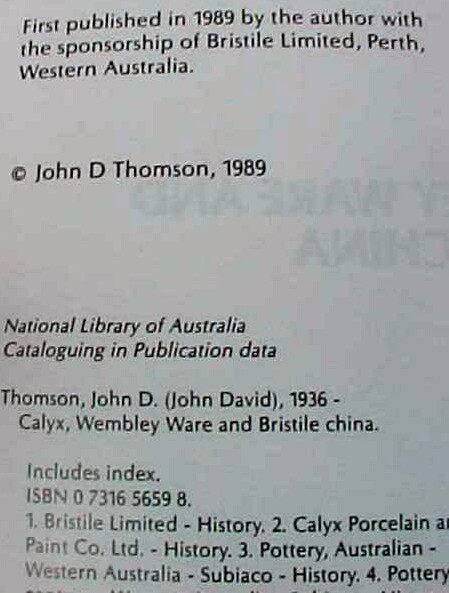 First published in 1989 by the author with
the sponsorship of Bristile Limited, Perth,
Western Australia.
© John D Thomson, 1989
National Library of Australia
Cataloguing in Publication data
Thomson, John D. (John David), 1936 -
Calyx, Wembley Ware and Bristile china.
Includes index.
ISBN 0 7316 5659 8.
1. Bristile Limited - History. 2. Calyx Porcelain a
Paint Co. Ltd. - History. 3. Pottery, Australian -
Western Australia - Subiaco - History. 4. Pottery